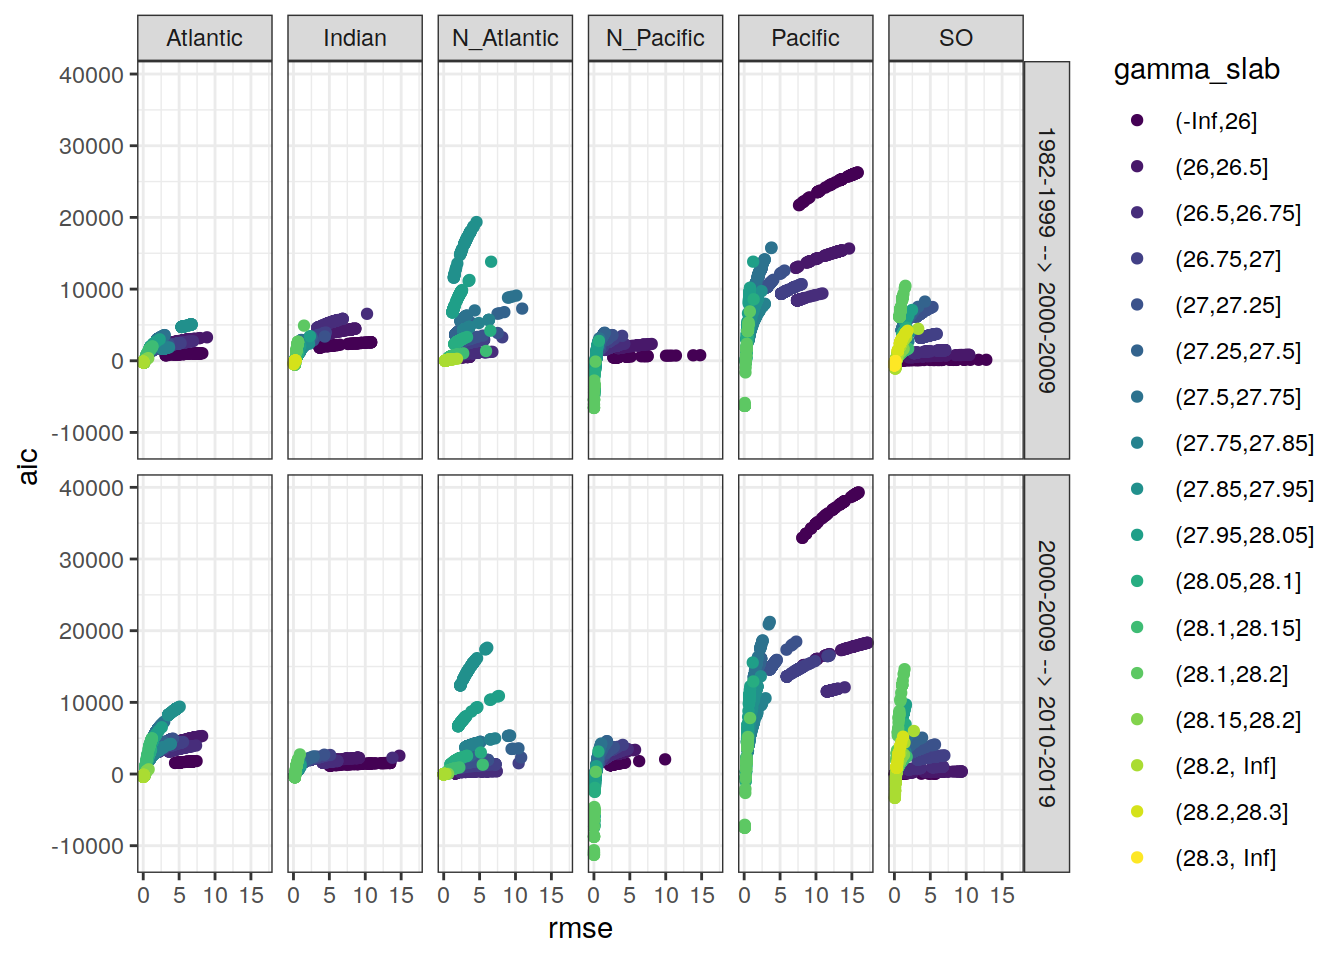 Atlantic Indian N_Atlantic N_Pacific Pacific SO
gamma_slab
(-Inf,26]
(26,26.5]
(26.5,26.75]
(26.75,27]
(27,27.25]
(27.25,27.5]
(27.5,27.75]
(27.75,27.85]
(27.85,27.95]
(27.95,28.05]
(28.05,28.1]
(28.1,28.15]
(28.1,28.2]
(28.15,28.2]
(28.2, Inf]
(28.2,28.3]
(28.3, Inf]
40000
30000
20000
10000
0
-10000
1982-1999 --> 2000-2009
aic
40000
30000
20000
10000
0
-10000
2000-2009 --> 2010-2019
0 5 10 15 0 5 10 15 0 5 10 15 0 5 10 15 0 5 10 15 0 5 10 15
rmse